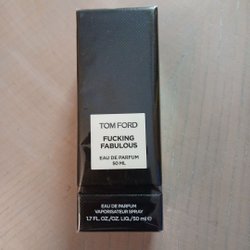 TOM FORD
FUCKING
FABULOUS
EAU DE PARFUM
50 ML
EAU DE PARFUM
VAPORISATEUR SPRAY
1.7 FL.OZ./OZ. LIQ./50 ml ℮